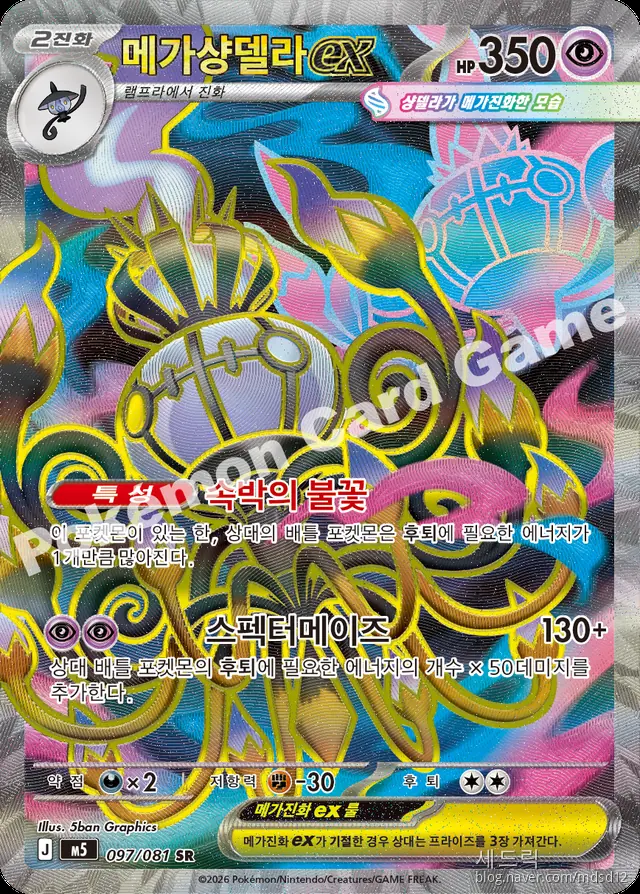 2진화
메가샹델라ex
HP350
램프라에서 진화
샹델라가 메가진화한 모습
Pokémon Card Game
특성 속박의 불꽃
이 포켓몬이 있는 한, 상대의 배틀 포켓몬은 후퇴에 필요한 에너지가
1개만큼 많아진다.
스펙터메이즈 130+
상대 배틀 포켓몬의 후퇴에 필요한 에너지의 개수 × 50데미지를
추가한다.
약점 ×2 저항력 -30 후퇴
메가진화 ex 룰
메가진화 ex가 기절한 경우 상대는 프라이즈를 3장 가져간다.
Illus. 5ban Graphics
J m5 097/081 SR
©2026 Pokémon/Nintendo/Creatures/GAME FREAK.
세드릭
blog.naver.com/mdsd12